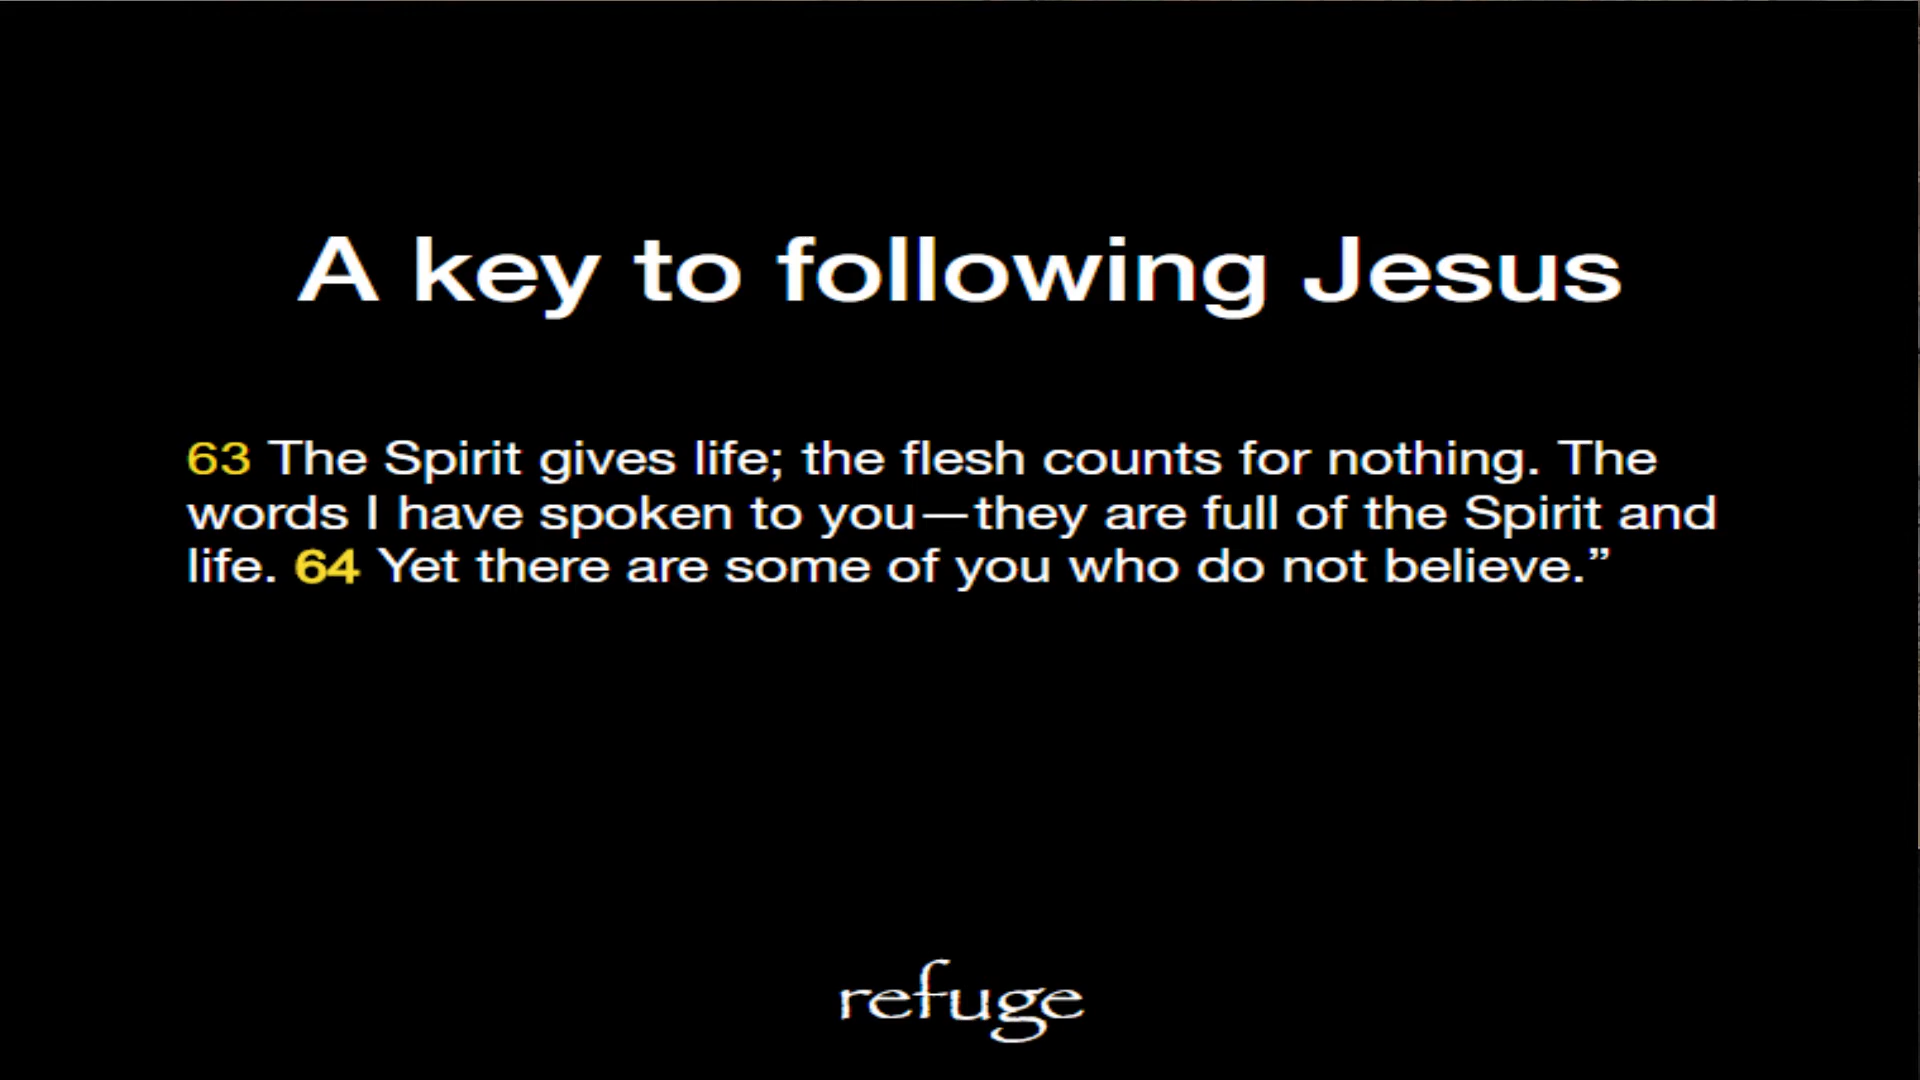 A key to following Jesus
63 The Spirit gives life; the flesh counts for nothing. The
words I have spoken to you—they are full of the Spirit and
life. 64 Yet there are some of you who do not believe.”
refuge